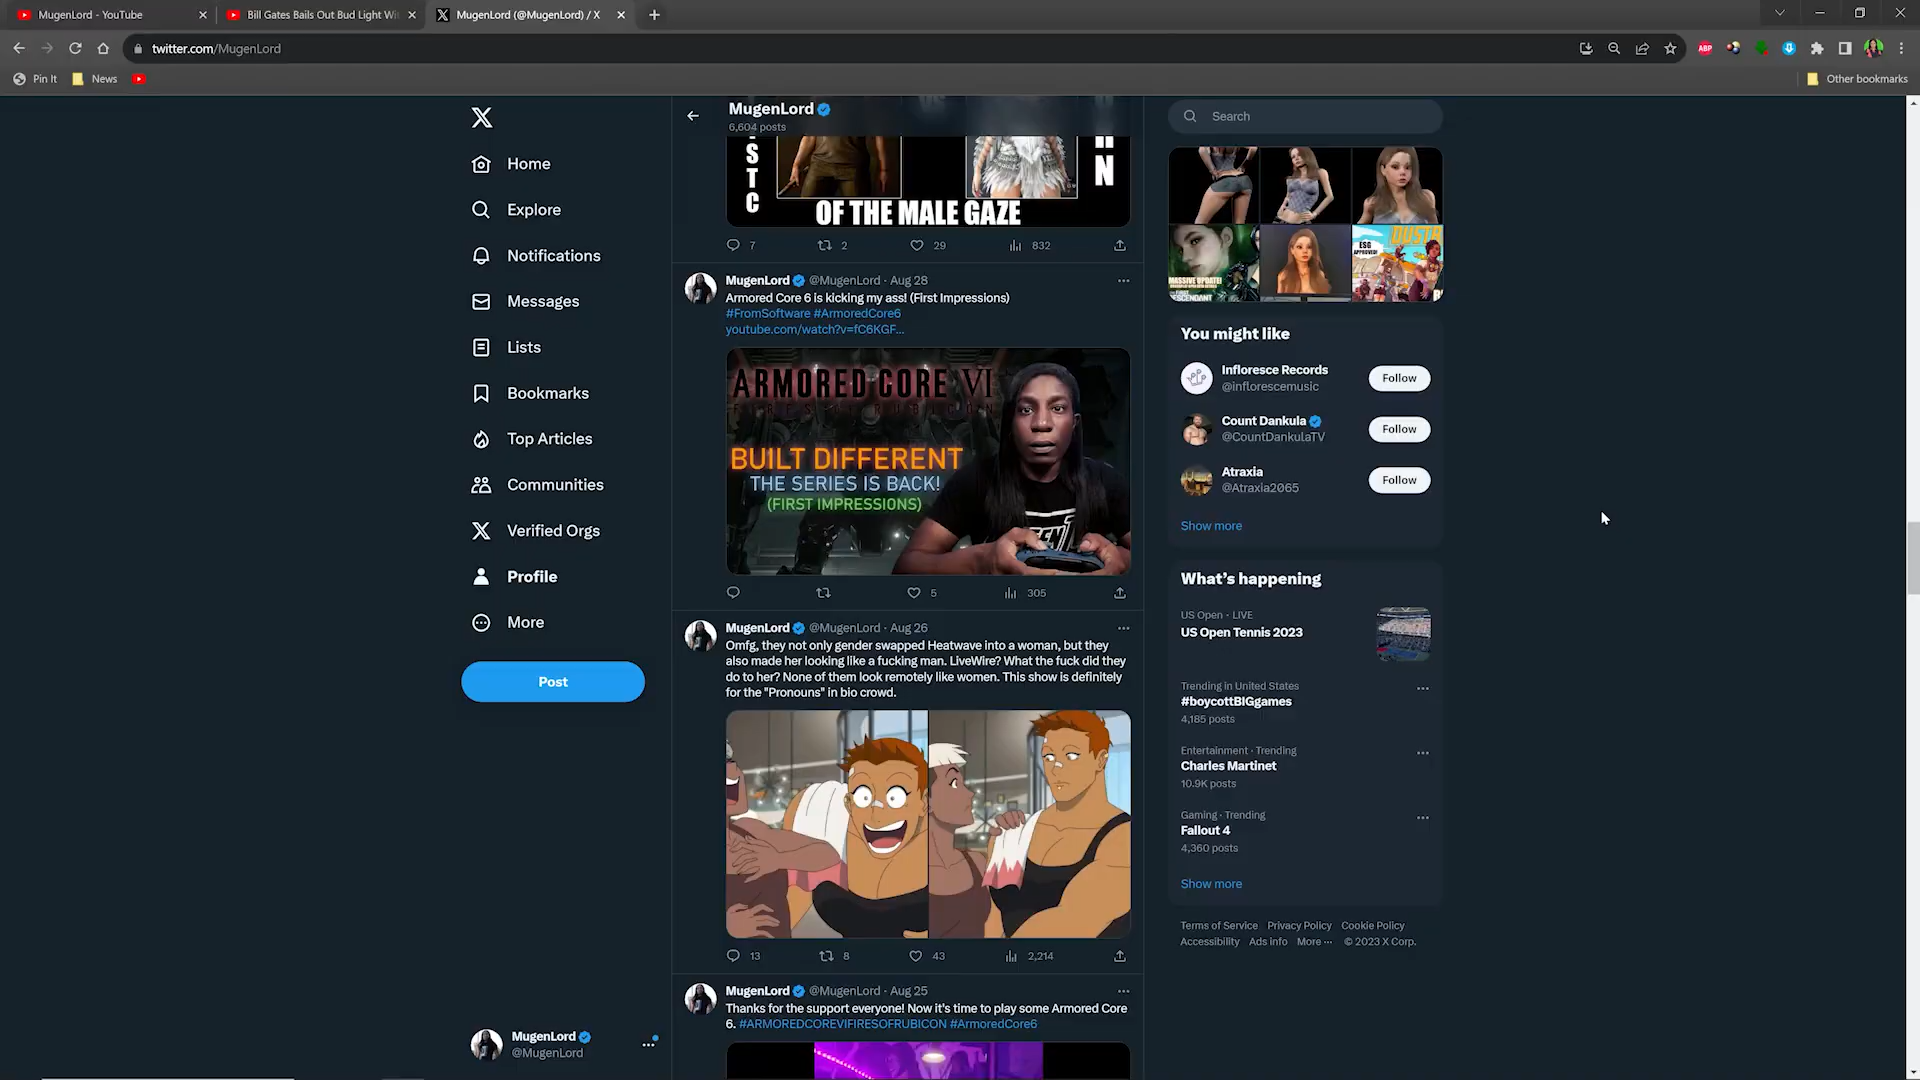 MugenLord - YouTube
Bill Gates Bails Out Bud Light Wi
MugenLord (@MugenLord) / X
twitter.com/MugenLord
ABP
Pin It
News
Other bookmarks
Home
Explore
Notifications
Messages
Lists
Bookmarks
Top Articles
Communities
Verified Orgs
Profile
More
Post
MugenLord
@MugenLord
MugenLord
6,604 posts
S
T
C
N
OF THE MALE GAZE
7
2
29
832
MugenLord @MugenLord · Aug 28
Armored Core 6 is kicking my ass! (First Impressions)
#FromSoftware #ArmoredCore6
youtube.com/watch?v=fC6KGF...
ARMORED CORE VI
FIRES OF RUBICON
BUILT DIFFERENT
THE SERIES IS BACK!
(FIRST IMPRESSIONS)
5
305
MugenLord @MugenLord · Aug 26
Omfg, they not only gender swapped Heatwave into a woman, but they
also made her looking like a fucking man. LiveWire? What the fuck did they
do to her? None of them look remotely like women. This show is definitely
for the "Pronouns" in bio crowd.
13
8
43
2,214
MugenLord @MugenLord · Aug 25
Thanks for the support everyone! Now it's time to play some Armored Core
6. #ARMOREDCOREVIFIRESOFRUBICON #ArmoredCore6
Search
MASSIVE UPDATE!
ESG
APPROVED!
DUSTB
You might like
Infloresce Records
@inflorescemusic
Follow
Count Dankula
@CountDankulaTV
Follow
Atraxia
@Atraxia2065
Follow
Show more
What's happening
US Open · LIVE
US Open Tennis 2023
Trending in United States
#boycottBIGgames
4,185 posts
Entertainment · Trending
Charles Martinet
10.9K posts
Gaming · Trending
Fallout 4
4,360 posts
Show more
Terms of Service Privacy Policy Cookie Policy
Accessibility Ads info More ··· © 2023 X Corp.